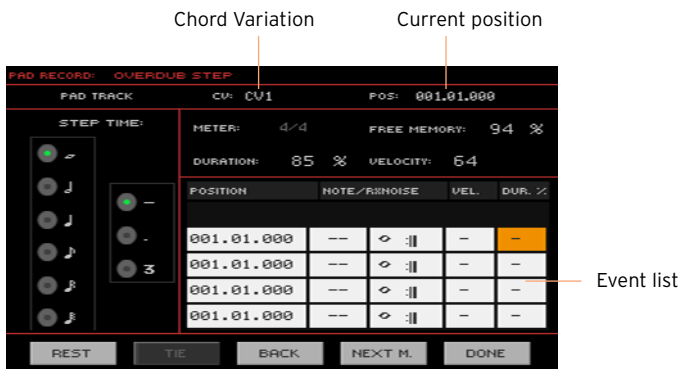 Chord Variation Current position
PAD RECORD: OVERDUB STEP
PAD TRACK CV: CV1 POS: 001.01.000
STEP TIME:
METER: 4/4 FREE MEMORY: 94 %
DURATION: 85 % VELOCITY: 64
POSITION NOTE/RXNOISE VEL. DUR. %
001.01.000 -- :|| - -
001.01.000 -- :|| - -
001.01.000 -- :|| - -
001.01.000 -- :|| - -
- . 3
Event list
REST TIE BACK NEXT M. DONE